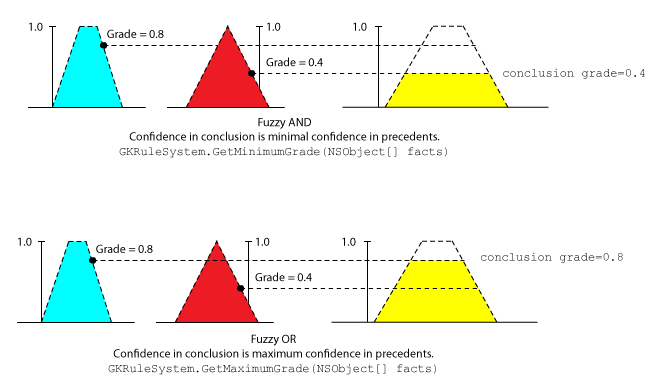 1.0
Grade = 0.8
1.0
Grade = 0.4
1.0
conclusion grade=0.4
Fuzzy AND
Confidence in conclusion is minimal confidence in precedents.
GKRuleSystem.GetMinimumGrade(NSObject[] facts)
1.0
Grade = 0.8
1.0
Grade = 0.4
1.0
conclusion grade=0.8
Fuzzy OR
Confidence in conclusion is maximum confidence in precedents.
GKRuleSystem.GetMaximumGrade(NSObject[] facts)